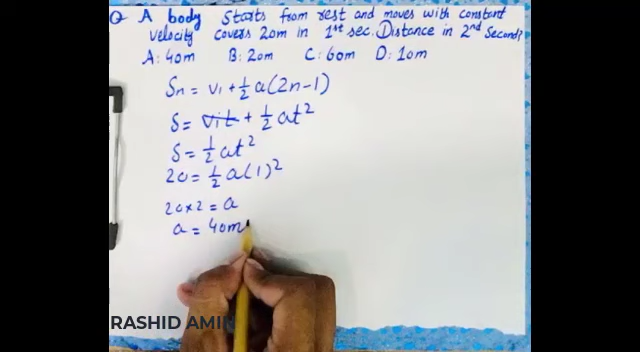 Q A body Starts from rest and moves with constant
Velocity covers 20m in 1st sec. Distance in 2nd Second?
A: 40m B: 20m C: 60m D: 10m
Sn = Vi + 1/2 a(2n-1)
S = Vit + 1/2 at²
S = 1/2 at²
20 = 1/2 a(1)²
20×2 = a
a = 40m
RASHID AMIN